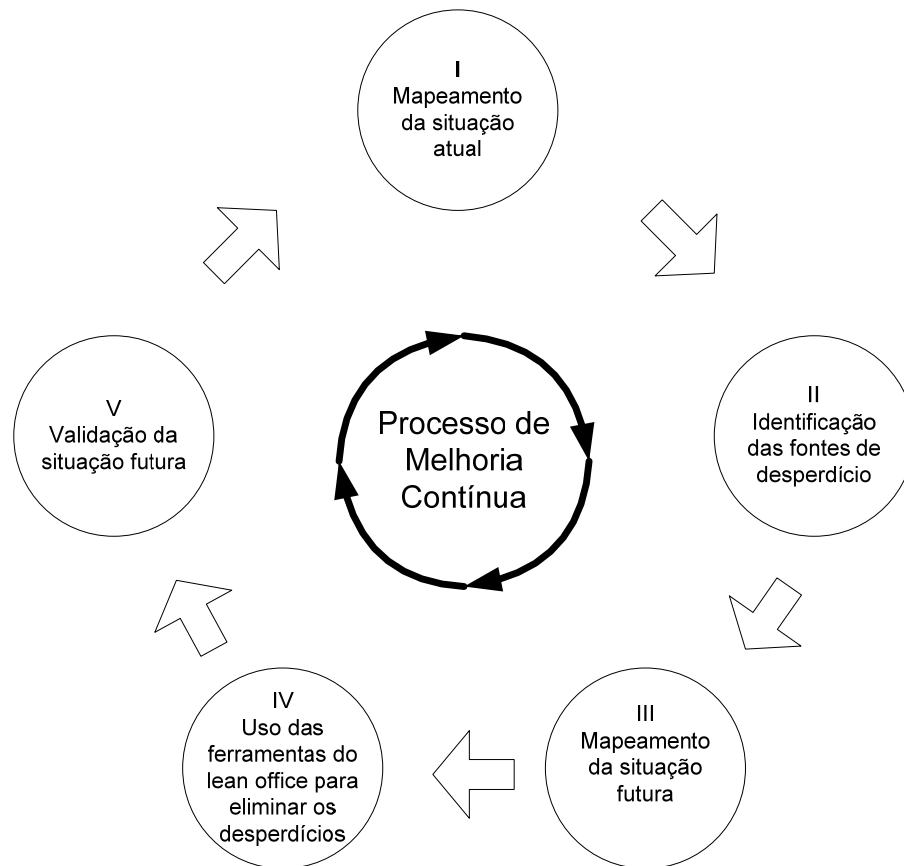 I
Mapeamento
da situação
atual
II
Identificação
das fontes de
desperdício
III
Mapeamento
da situação
futura
IV
Uso das
ferramentas do
lean office para
eliminar os
desperdícios
V
Validação da
situação futura
Processo de
Melhoria
Contínua